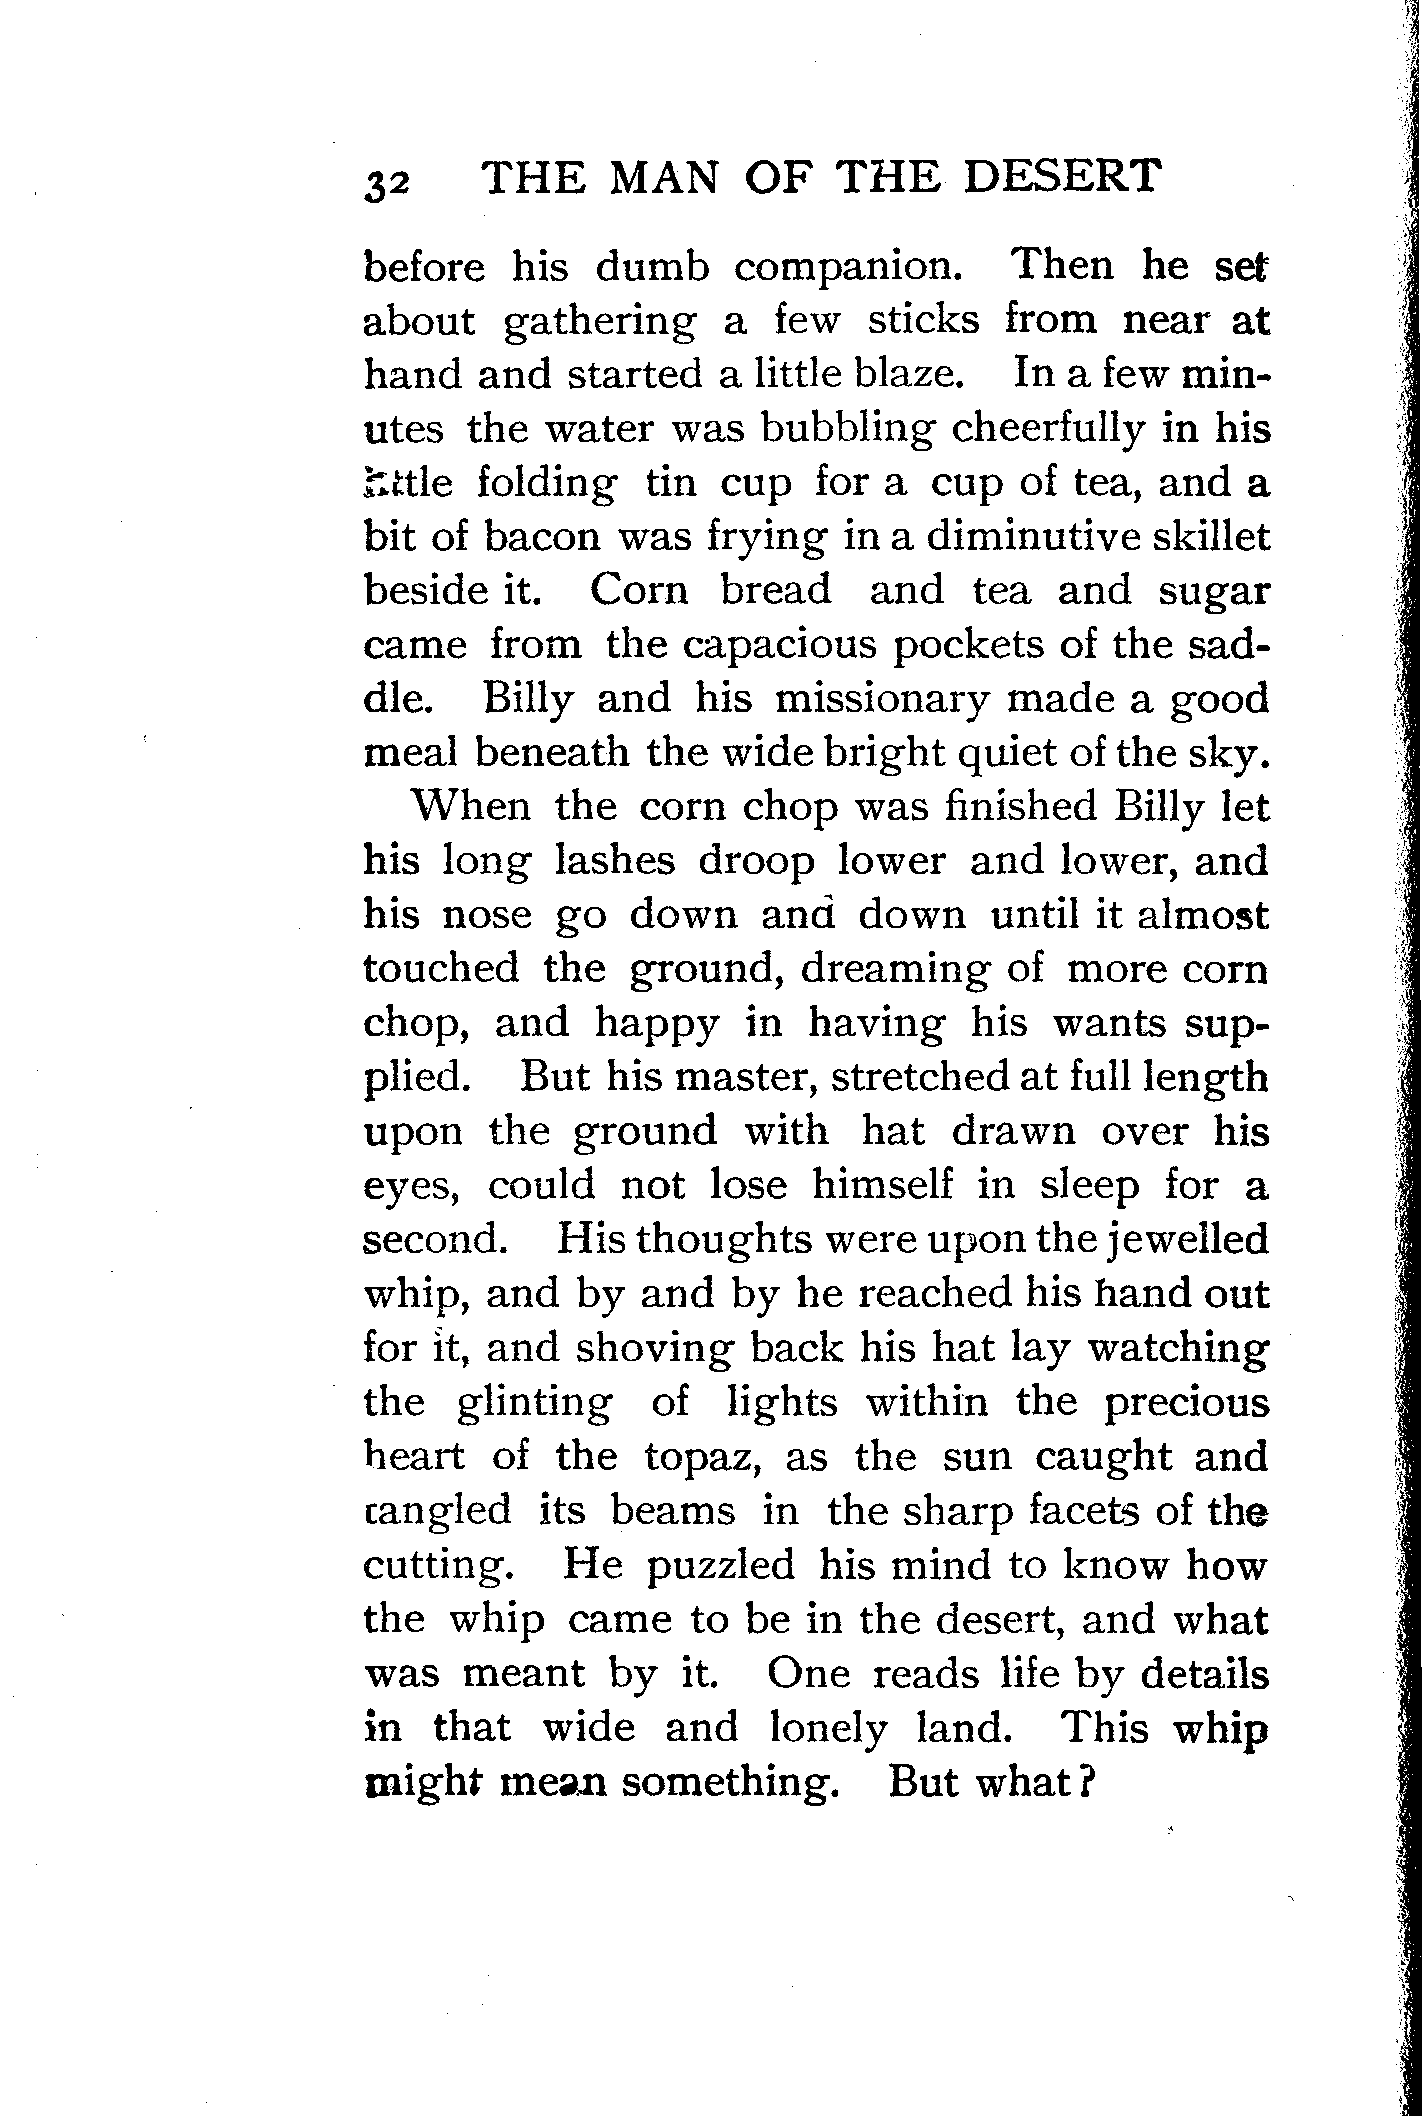 32 THE MAN OF THE DESERT
before his dumb companion. Then he set
about gathering a few sticks from near at
hand and started a little blaze. In a few min-
utes the water was bubbling cheerfully in his
little folding tin cup for a cup of tea, and a
bit of bacon was frying in a diminutive skillet
beside it. Corn bread and tea and sugar
came from the capacious pockets of the sad-
dle. Billy and his missionary made a good
meal beneath the wide bright quiet of the sky.
When the corn chop was finished Billy let
his long lashes droop lower and lower, and
his nose go down and down until it almost
touched the ground, dreaming of more corn
chop, and happy in having his wants sup-
plied. But his master, stretched at full length
upon the ground with hat drawn over his
eyes, could not lose himself in sleep for a
second. His thoughts were upon the jewelled
whip, and by and by he reached his hand out
for it, and shoving back his hat lay watching
the glinting of lights within the precious
heart of the topaz, as the sun caught and
tangled its beams in the sharp facets of the
cutting. He puzzled his mind to know how
the whip came to be in the desert, and what
was meant by it. One reads life by details
in that wide and lonely land. This whip
might mean something. But what?